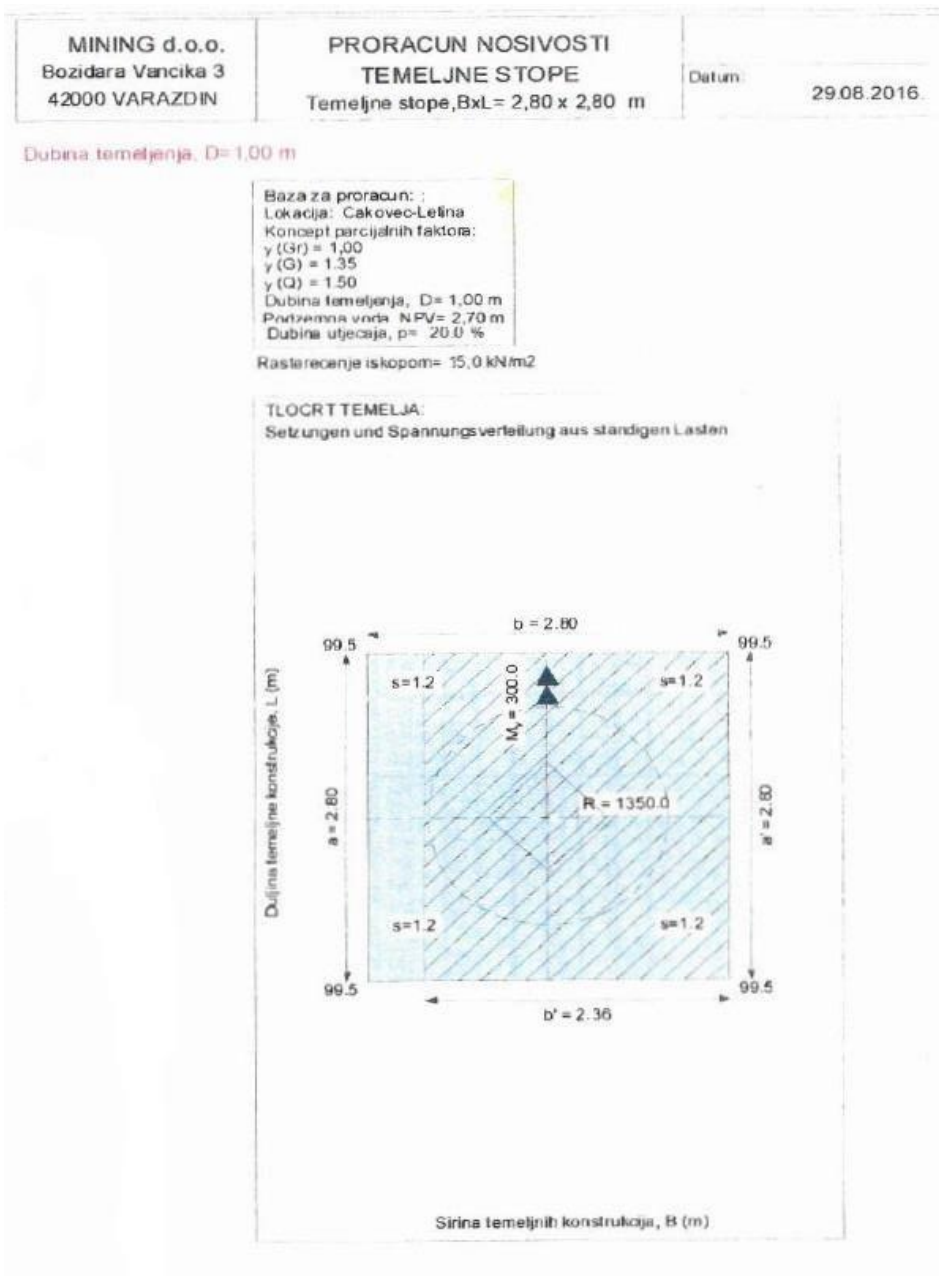 MINING d.o.o.
Bozidara Vancika 3
42000 VARAZDIN
PRORACUN NOSIVOSTI
TEMELJNE STOPE
Temeljne stope,BxL= 2,80 x 2,80 m
Datum:
29.08.2016.
Dubina temeljenja, D=1,00 m
Baza za proracun: ;
Lokacija: Cakovec-Lelina
Koncept parcijalnih faktora:
γ (Gr) = 1,00
γ (G) = 1.35
γ (Q) = 1.50
Dubina temeljenja, D= 1,00 m
Podzemna voda NPV= 2,70 m
Dubina utjecaja, p= 20.0 %
Rasterecenje iskopom= 15,0 kN/m2
TLOCRT TEMELJA:
Setzungen und Spannungsverteilung aus standigen Lasten
b = 2.80
99.5
99.5
s=1.2
s=1.2
My = 300.0
R = 1350.0
a = 2.80
a' = 2.80
Duljina temeljne konstrukcije, L (m)
s=1.2
s=1.2
99.5
99.5
b' = 2.36
Sirina temeljnih konstrukcija, B (m)